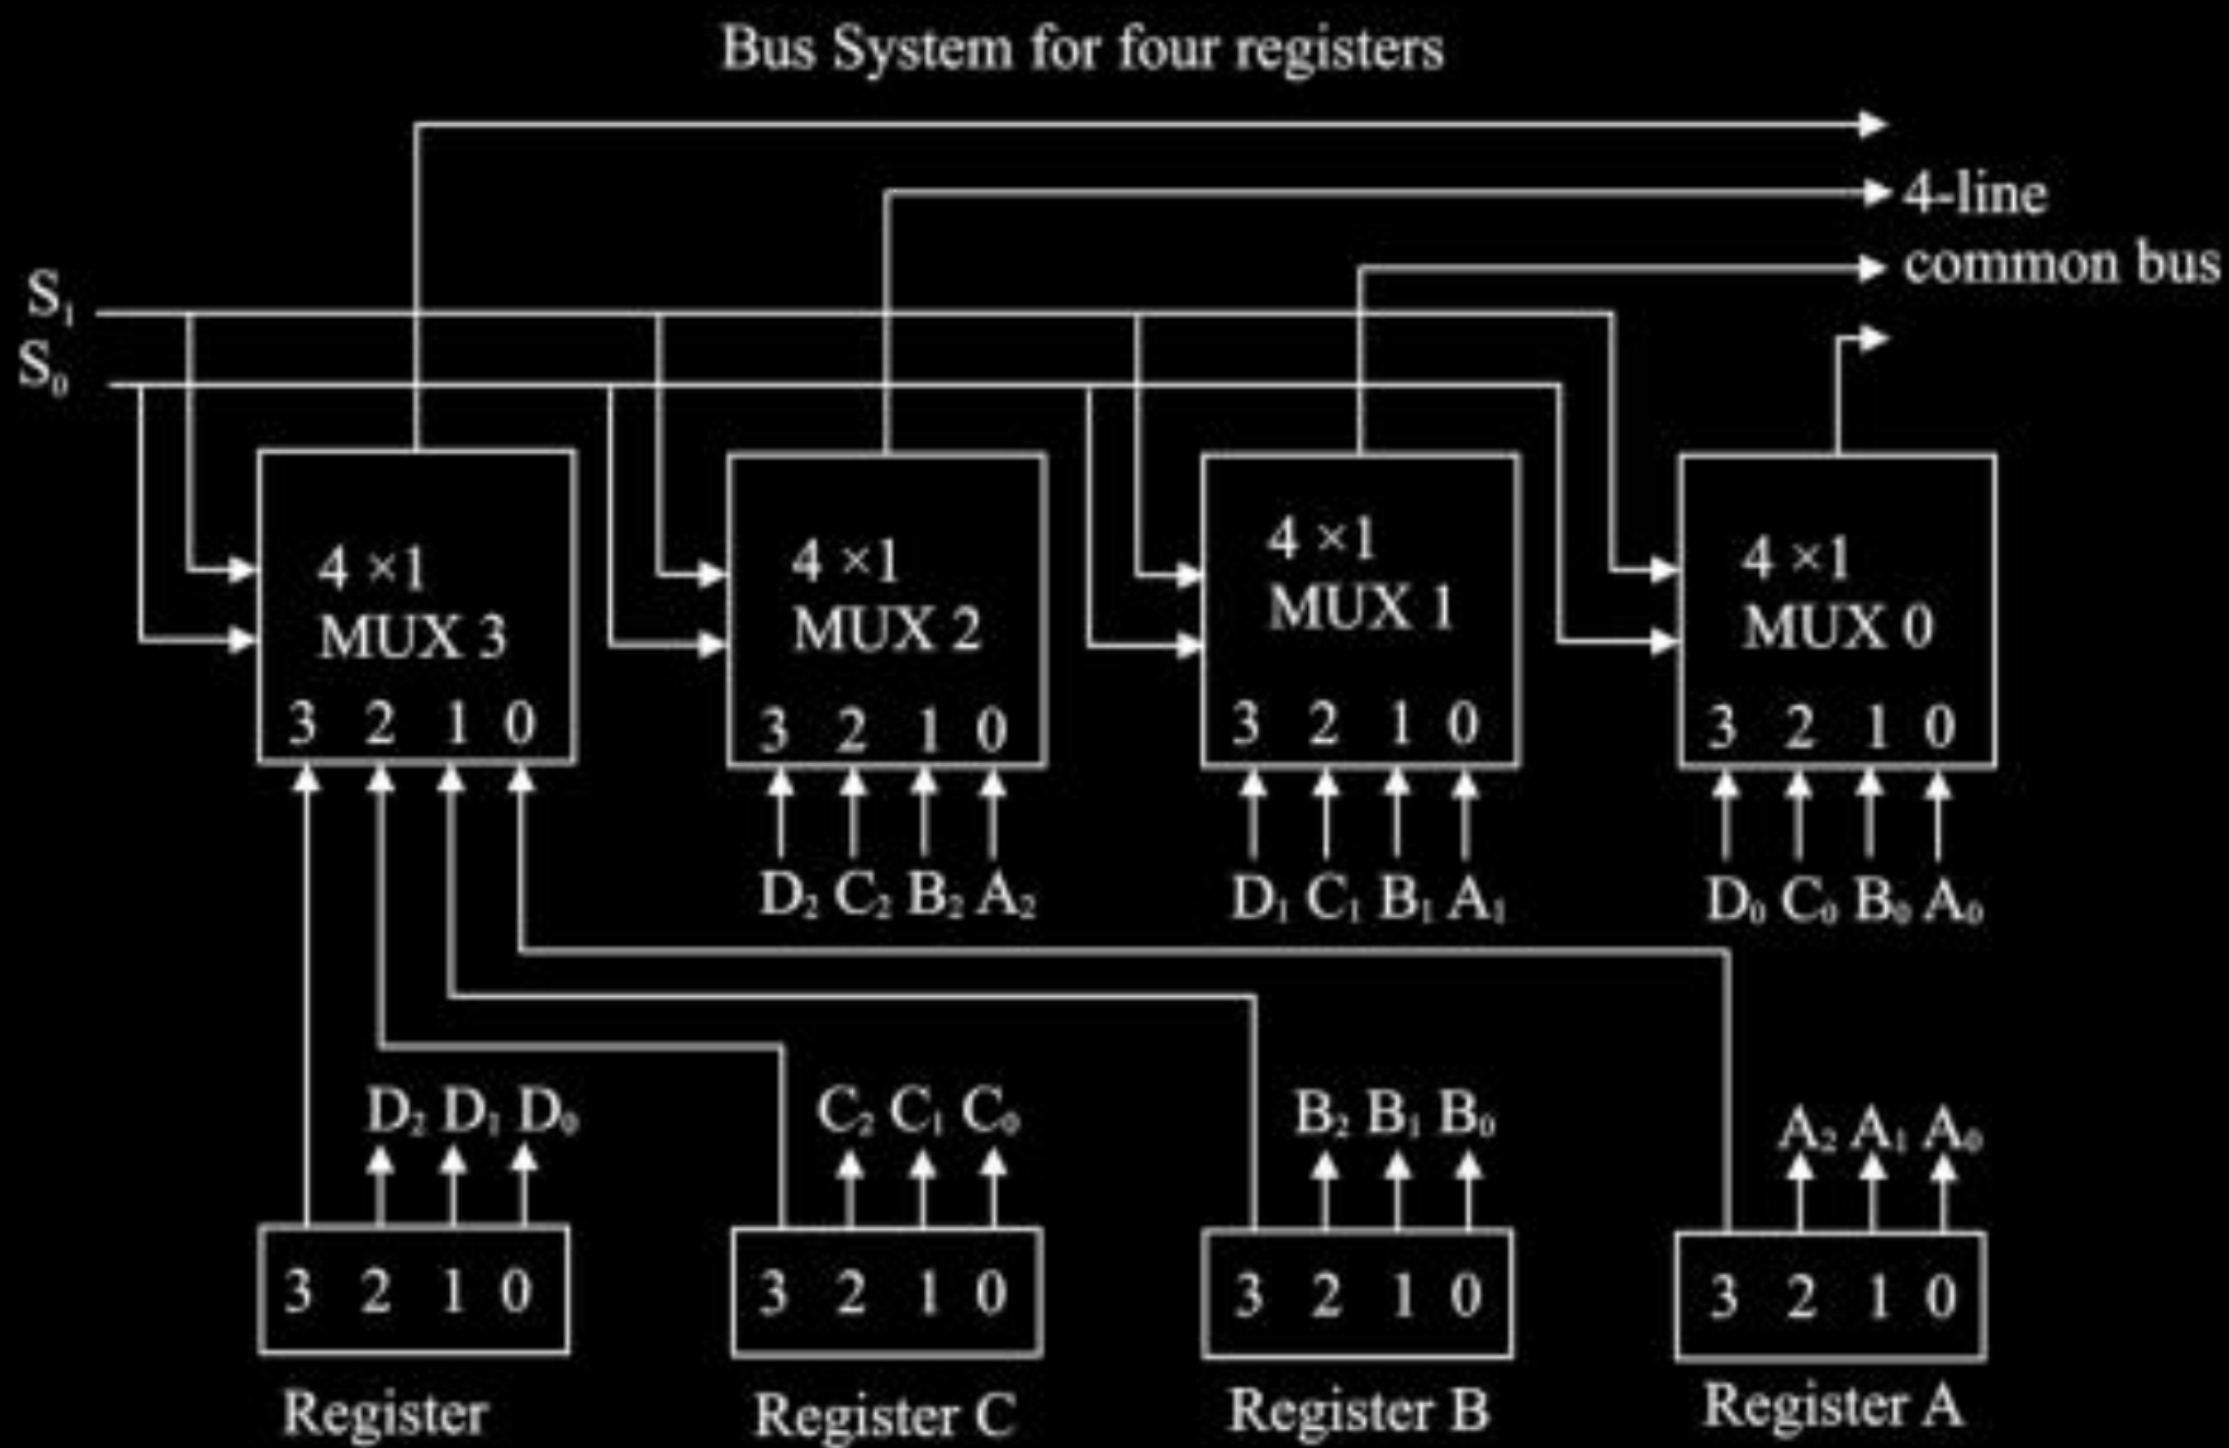 Bus System for four registers
4-line
common bus
S₁
S₀
4 ×1
MUX 3
3 2 1 0
4 ×1
MUX 2
3 2 1 0
4 ×1
MUX 1
3 2 1 0
4 ×1
MUX 0
3 2 1 0
D₂ C₂ B₂ A₂
D₁ C₁ B₁ A₁
D₀ C₀ B₀ A₀
D₂ D₁ D₀
C₂ C₁ C₀
B₂ B₁ B₀
A₂ A₁ A₀
3 2 1 0
3 2 1 0
3 2 1 0
3 2 1 0
Register
Register C
Register B
Register A